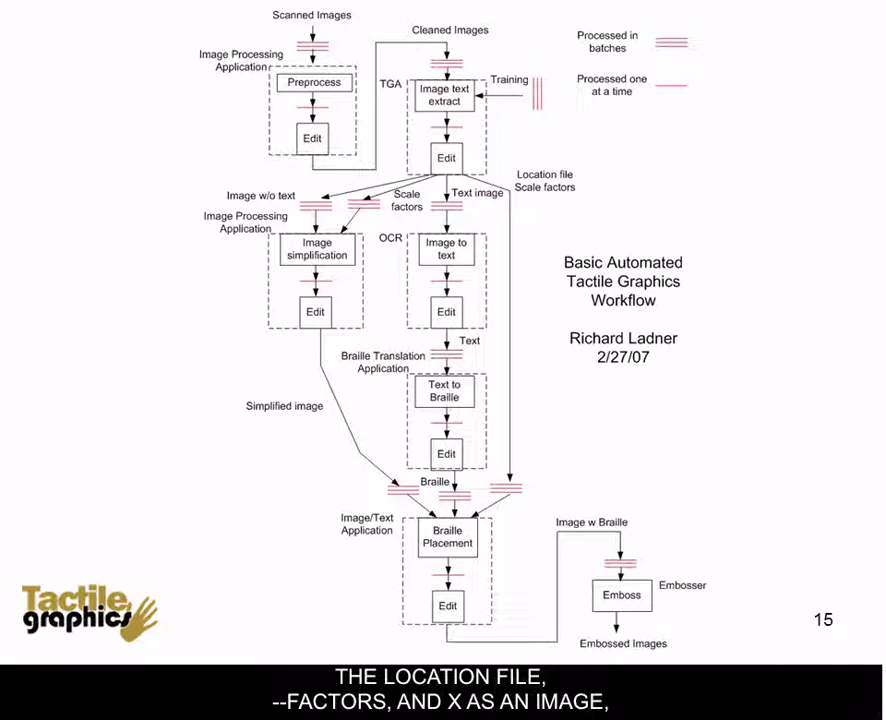 Scanned Images
Cleaned Images
Processed in
batches
Image Processing
Application
Preprocess
TGA
Image text
extract
Training
Processed one
at a time
Edit
Edit
Location file
Scale factors
Image w/o text
Scale
factors
Text image
Image Processing
Application
Image
simplification
OCR
Image to
text
Edit
Edit
Basic Automated
Tactile Graphics
Workflow
Richard Ladner
2/27/07
Text
Braille Translation
Application
Text to
Braille
Simplified image
Edit
Braille
Image/Text
Application
Braille
Placement
Edit
Image w Braille
Emboss
Embosser
Embossed Images
Tactile
graphics
15
THE LOCATION FILE,
--FACTORS, AND X AS AN IMAGE,